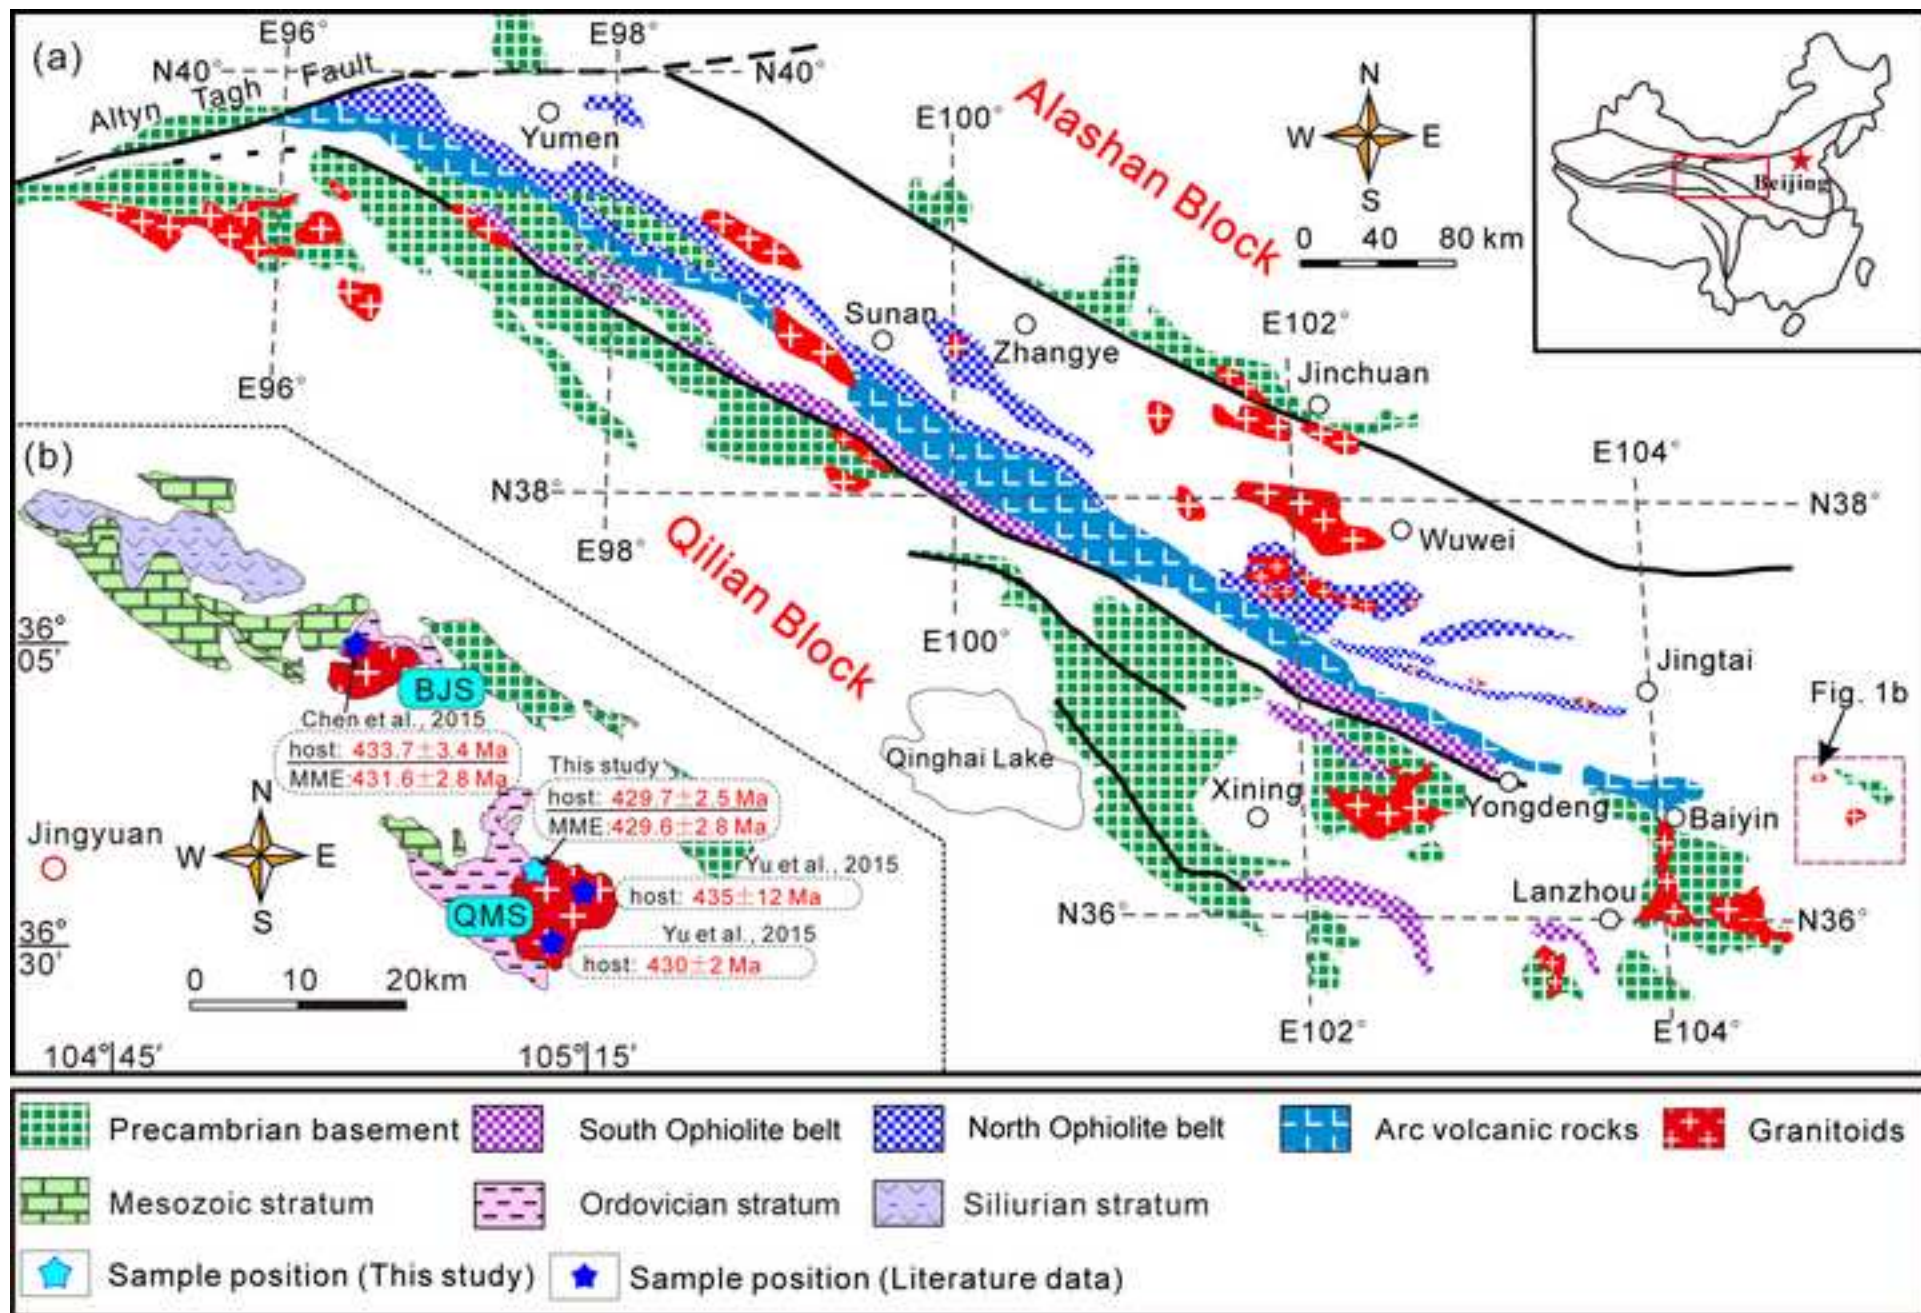 (a)
E96°
E98°
N40°
N40°
Altyn Tagh Fault
Yumen
E100°
Alashan Block
N
W E
S
0 40 80 km
Beijing
Sunan
Zhangye
E102°
Jinchuan
E96°
E104°
N38°
N38°
E98°
Wuwei
Qilian Block
E100°
Jingtai
Fig. 1b
Qinghai Lake
Xining
Yongdeng
Baiyin
Lanzhou
N36°
N36°
E102°
E104°
(b)
36°
05′
BJS
Chen et al., 2015
host: 433.7±3.4 Ma
MME:431.6±2.8 Ma
This study
host: 429.7±2.5 Ma
MME:429.6±2.8 Ma
Jingyuan
N
W E
S
Yu et al., 2015
host: 435±12 Ma
QMS
Yu et al., 2015
host: 430±2 Ma
36°
30′
0 10 20km
104°45′
105°15′
Precambrian basement
South Ophiolite belt
North Ophiolite belt
Arc volcanic rocks
Granitoids
Mesozoic stratum
Ordovician stratum
Siliurian stratum
Sample position (This study)
Sample position (Literature data)